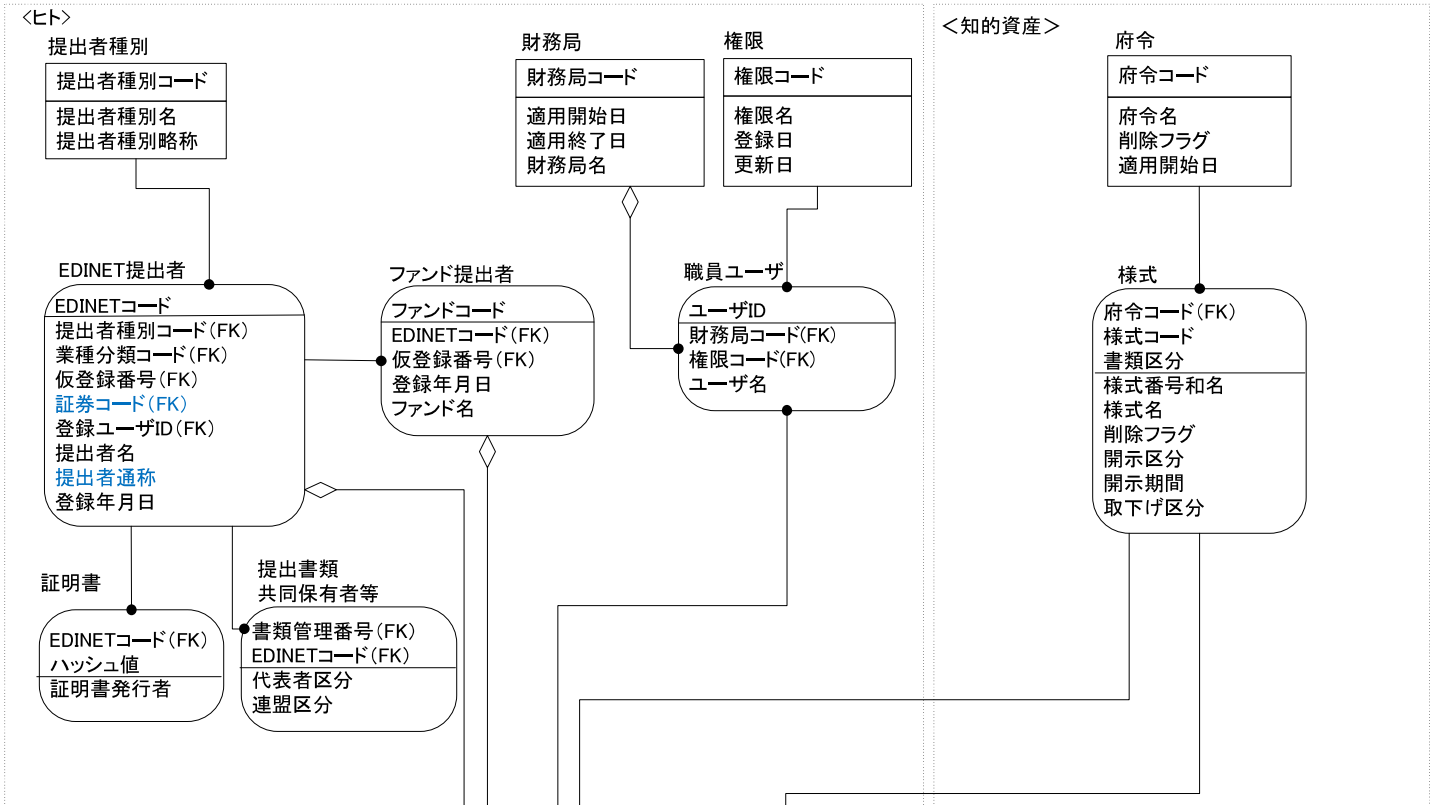 <ヒト>
提出者種別
提出者種別コード
提出者種別名
提出者種別略称
財務局
財務局コード
適用開始日
適用終了日
財務局名
権限
権限コード
権限名
登録日
更新日
EDINET提出者
EDINETコード
提出者種別コード(FK)
業種分類コード(FK)
仮登録番号(FK)
証券コード(FK)
登録ユーザID(FK)
提出者名
提出者通称
登録年月日
ファンド提出者
ファンドコード
EDINETコード(FK)
仮登録番号(FK)
登録年月日
ファンド名
職員ユーザ
ユーザID
財務局コード(FK)
権限コード(FK)
ユーザ名
証明書
EDINETコード(FK)
ハッシュ値
証明書発行者
提出書類
共同保有者等
書類管理番号(FK)
EDINETコード(FK)
代表者区分
連盟区分
＜知的資産＞
府令
府令コード
府令名
削除フラグ
適用開始日
様式
府令コード(FK)
様式コード
書類区分
様式番号和名
様式名
削除フラグ
開示区分
開示期間
取下げ区分